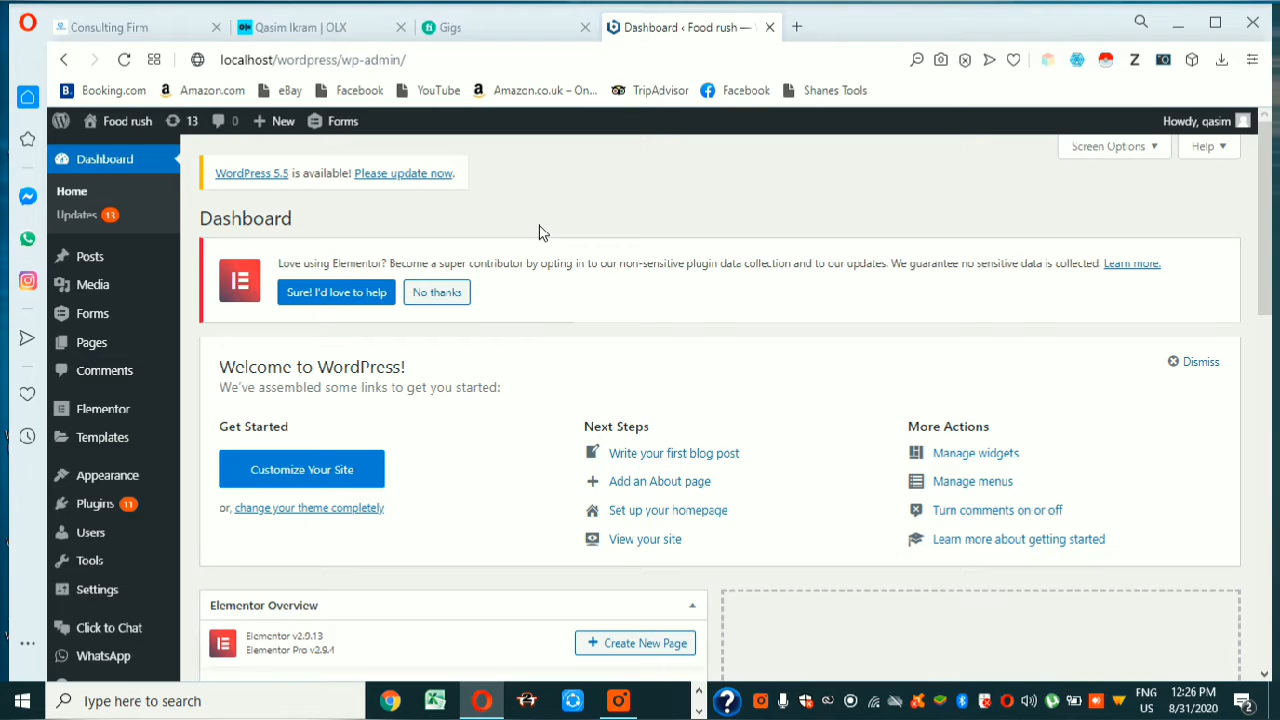 Consulting Firm
Qasim Ikram | OLX
Gigs
Dashboard ‹ Food rush —
localhost/wordpress/wp-admin/
Booking.com
Amazon.com
eBay
Facebook
YouTube
Amazon.co.uk – On...
TripAdvisor
Facebook
Shanes Tools
Food rush
13
0
New
Forms
Howdy, qasim
Dashboard
Home
Updates 13
Posts
Media
Forms
Pages
Comments
Elementor
Templates
Appearance
Plugins 11
Users
Tools
Settings
Click to Chat
WhatsApp
Screen Options
Help
WordPress 5.5 is available! Please update now.
Dashboard
Love using Elementor? Become a super contributor by opting in to our non-sensitive plugin data collection and to our updates. We guarantee no sensitive data is collected. Learn more.
Sure! I'd love to help
No thanks
Welcome to WordPress!
We've assembled some links to get you started:
Dismiss
Get Started
Customize Your Site
or, change your theme completely
Next Steps
Write your first blog post
Add an About page
Set up your homepage
View your site
More Actions
Manage widgets
Manage menus
Turn comments on or off
Learn more about getting started
Elementor Overview
Elementor v2.9.13
Elementor Pro v2.9.4
Create New Page
Type here to search
ENG
US
12:26 PM
8/31/2020
2